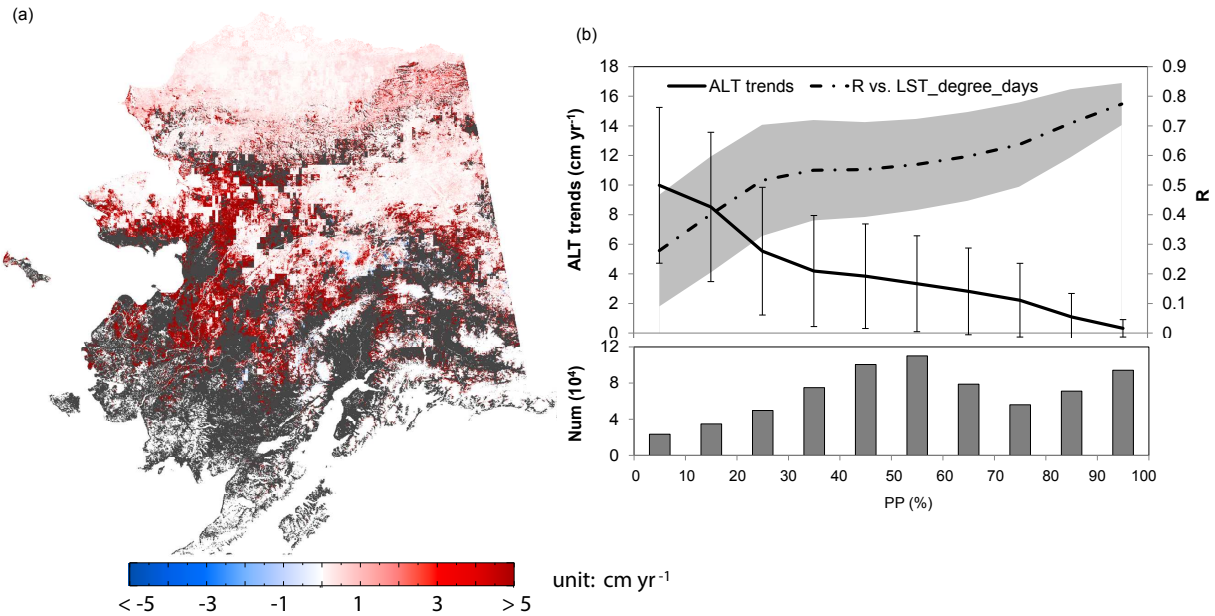 (a)
< -5 -3 -1 1 3 > 5
unit: cm yr⁻¹
(b)
ALT trends R vs. LST_degree_days
ALT trends (cm yr⁻¹)
18
16
14
12
10
8
6
4
2
0
0.9
0.8
0.7
0.6
0.5
0.4
0.3
0.2
0.1
0
R
Num (10⁴)
12
8
4
0
0 10 20 30 40 50 60 70 80 90 100
PP (%)